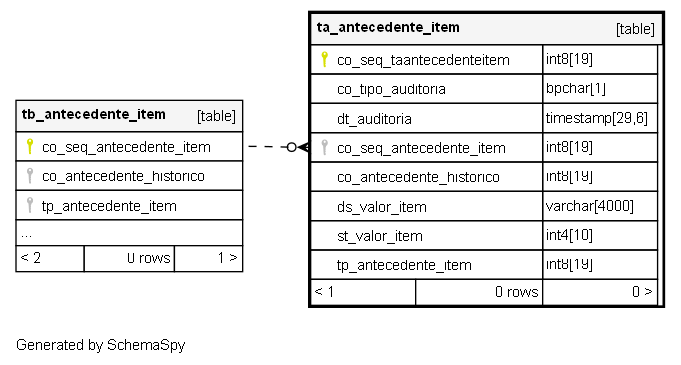 ta_antecedente_item [table]
co_seq_taantecedenteitem int8[19]
co_tipo_auditoria bpchar[1]
dt_auditoria timestamp[29,6]
co_seq_antecedente_item int8[19]
co_antecedente_historico int8[19]
ds_valor_item varchar[4000]
st_valor_item int4[10]
tp_antecedente_item int8[19]
< 1 0 rows 0 >
tb_antecedente_item [table]
co_seq_antecedente_item
co_antecedente_historico
tp_antecedente_item
...
< 2 0 rows 1 >
Generated by SchemaSpy